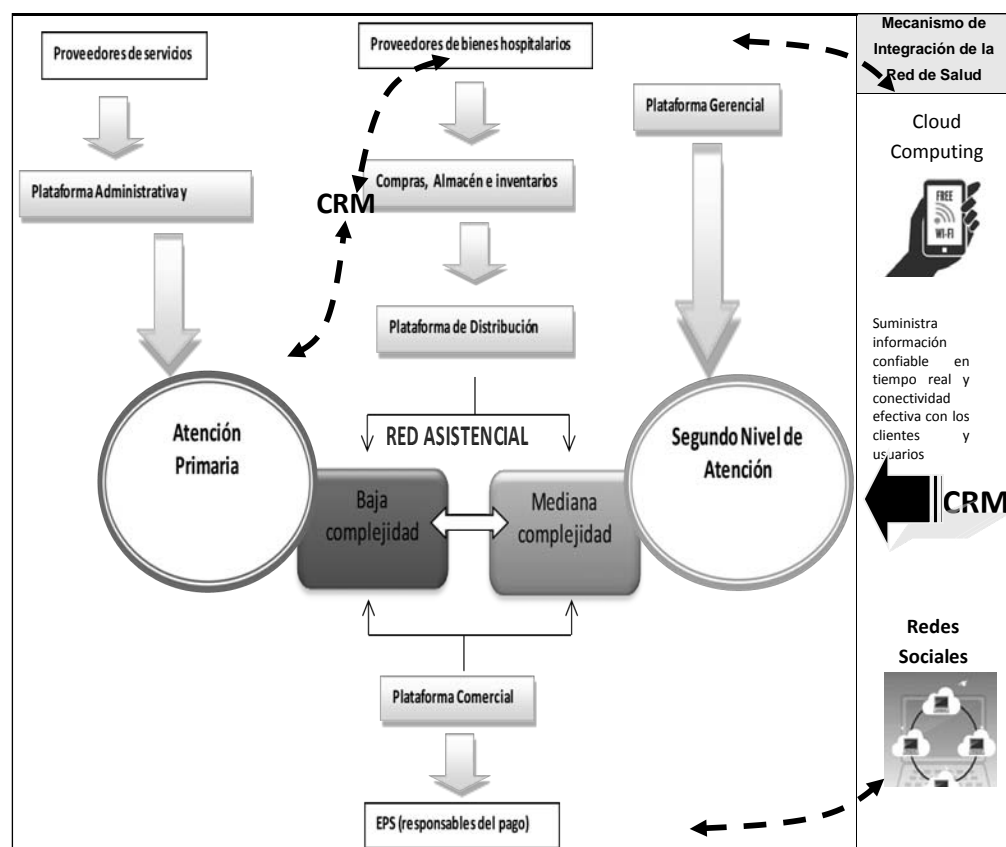 Proveedores de servicios
Proveedores de bienes hospitalarios
Plataforma Gerencial
Plataforma Administrativa y
Compras, Almacén e inventarios
CRM
Plataforma de Distribución
RED ASISTENCIAL
Atención
Primaria
Segundo Nivel de
Atención
Baja
complejidad
Mediana
complejidad
Plataforma Comercial
EPS (responsables del pago)
Mecanismo de
Integración de la
Red de Salud
Cloud
Computing
FREE
WI-FI
Suministra
información
confiable en
tiempo real y
conectividad
efectiva con los
clientes y
usuarios
CRM
Redes
Sociales